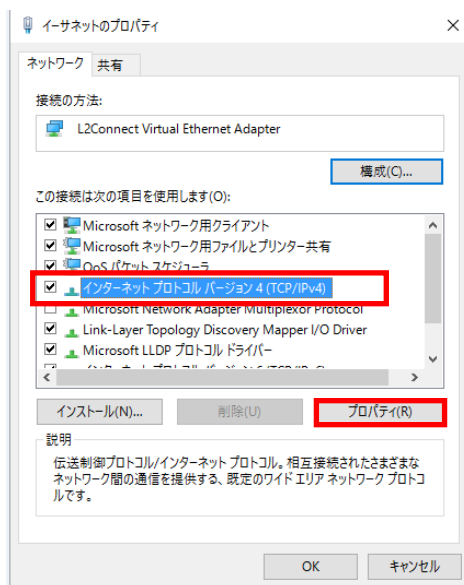 イーサネットのプロパティ
ネットワーク 共有
接続の方法:
L2Connect Virtual Ethernet Adapter
構成(C)...
この接続は次の項目を使用します(O):
Microsoft ネットワーク用クライアント
Microsoft ネットワーク用ファイルとプリンター共有
QoS パケット スケジューラ
インターネット プロトコル バージョン 4 (TCP/IPv4)
Microsoft Network Adapter Multiplexor Protocol
Link-Layer Topology Discovery Mapper I/O Driver
Microsoft LLDP プロトコル ドライバー
インストール(N)... 削除(U) プロパティ(R)
説明
伝送制御プロトコル/インターネット プロトコル。相互接続されたさまざまな
ネットワーク間の通信を提供する、既定のワイド エリア ネットワーク プロトコ
ルです。
OK キャンセル